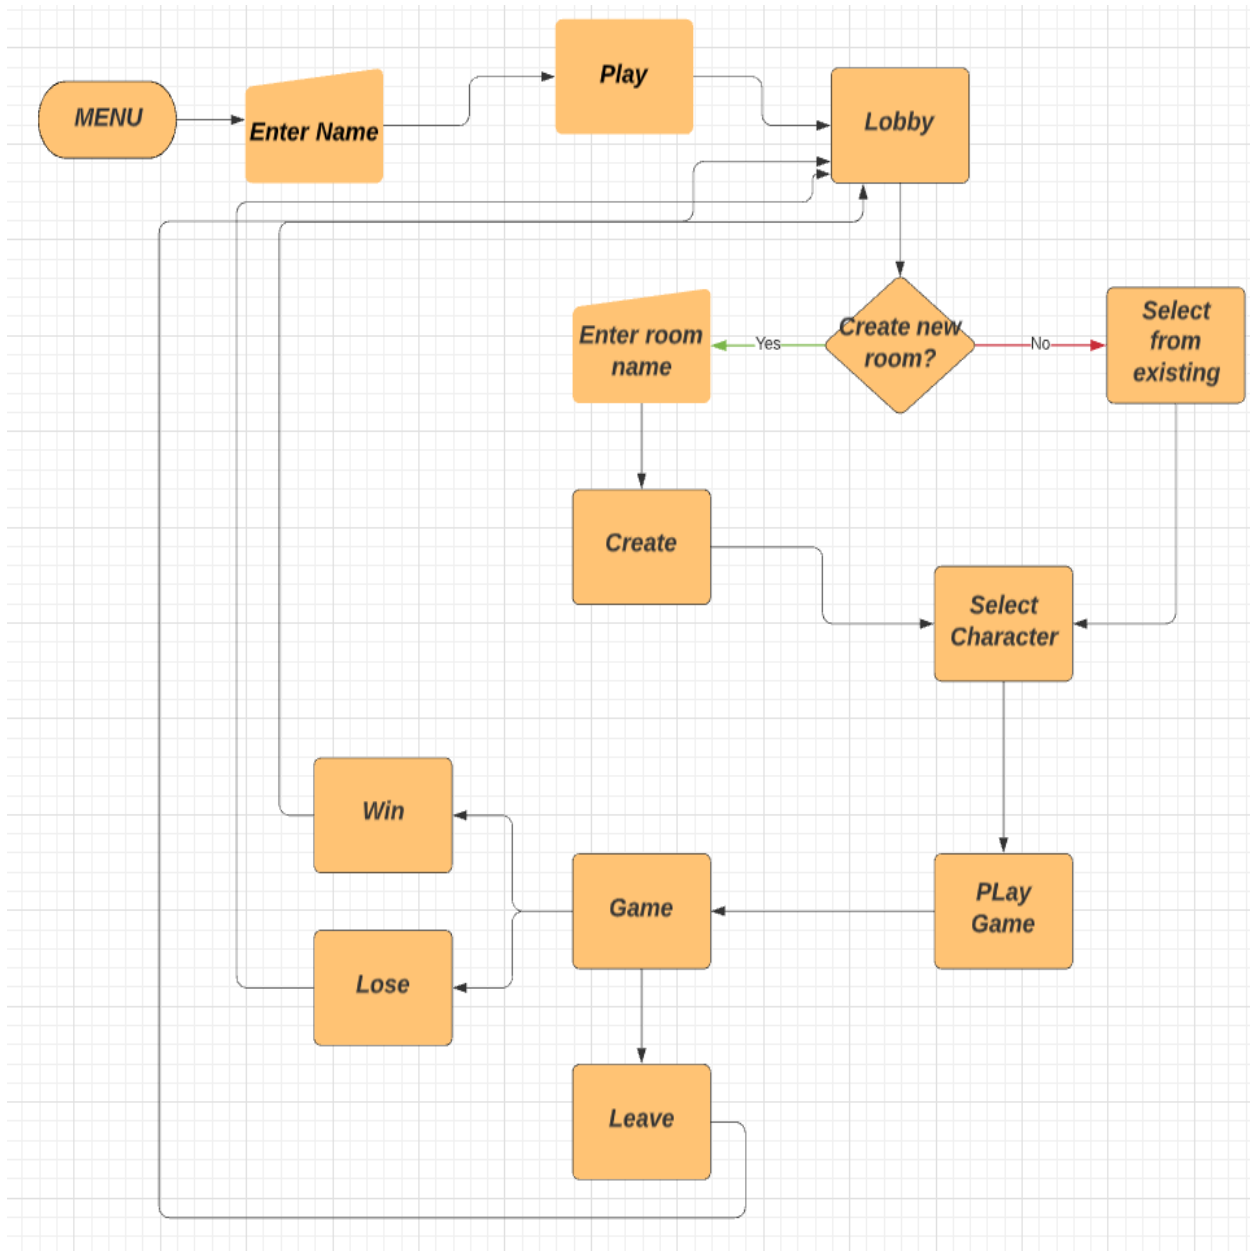 MENU
Enter Name
Play
Lobby
Create new
room?
Yes
No
Enter room
name
Select
from
existing
Create
Select
Character
Win
Game
PLay
Game
Lose
Leave